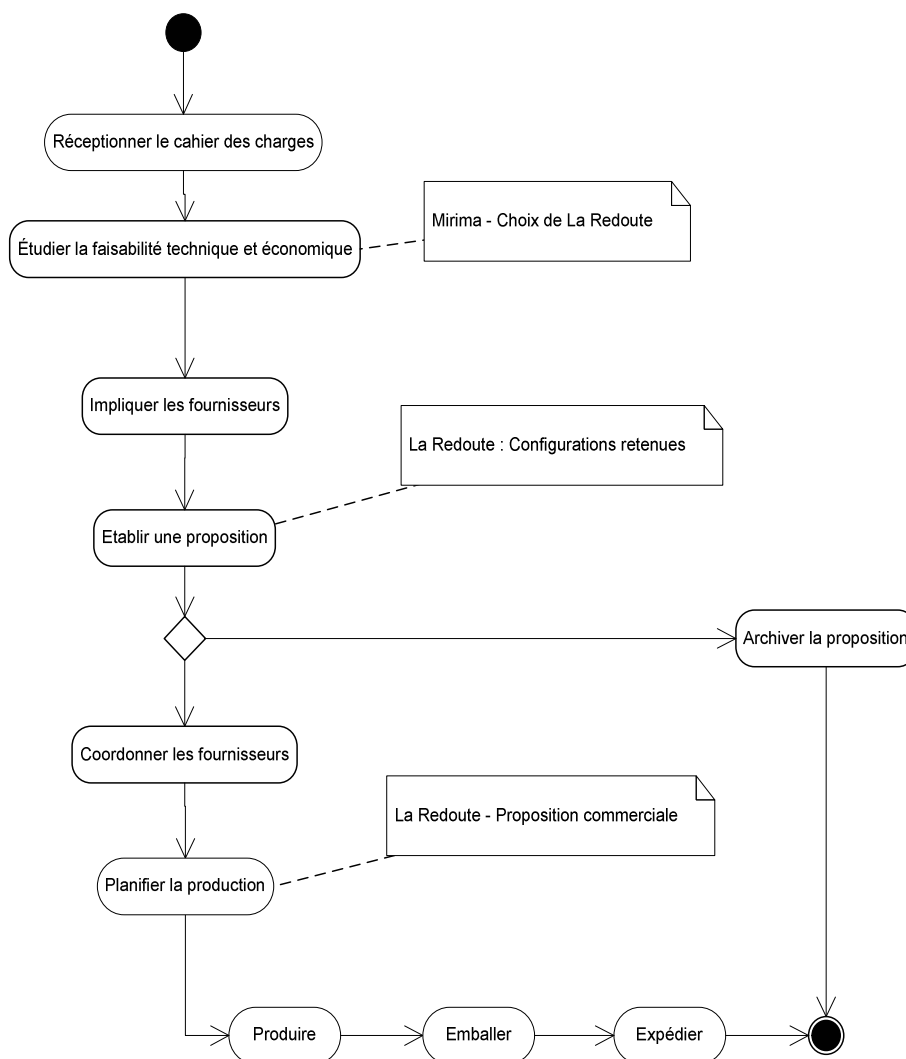 Réceptionner le cahier des charges
Mirima - Choix de La Redoute
Étudier la faisabilité technique et économique
Impliquer les fournisseurs
La Redoute : Configurations retenues
Etablir une proposition
Archiver la proposition
Coordonner les fournisseurs
La Redoute - Proposition commerciale
Planifier la production
Produire
Emballer
Expédier